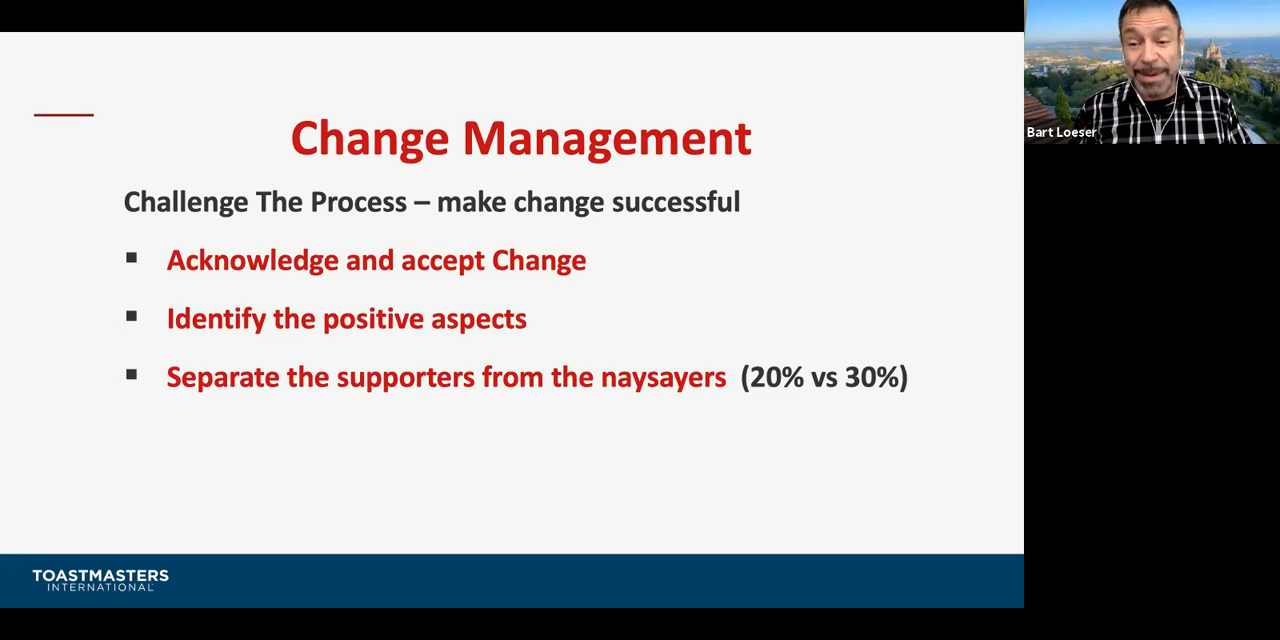 Change Management
Challenge The Process – make change successful
▪ Acknowledge and accept Change
▪ Identify the positive aspects
▪ Separate the supporters from the naysayers (20% vs 30%)
TOASTMASTERS
INTERNATIONAL
Bart Loeser